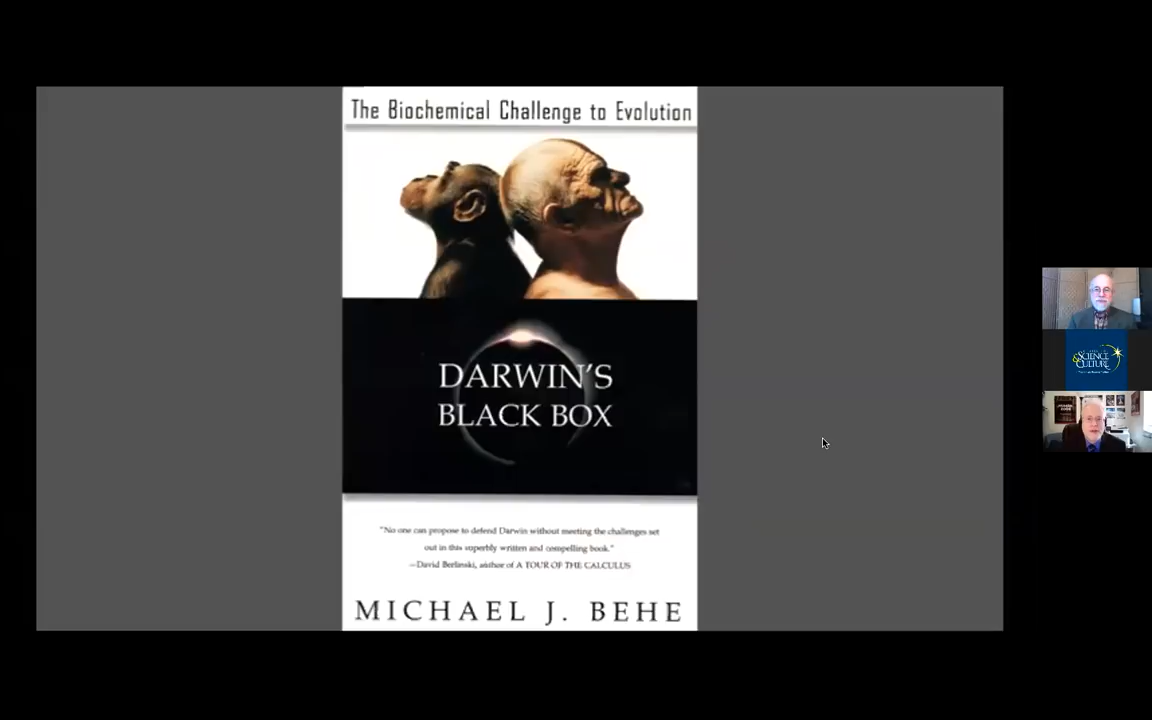 The Biochemical Challenge to Evolution
DARWIN'S
BLACK BOX
"No one can propose to defend Darwin without meeting the challenges set
out in this superbly written and compelling book."
—David Berlinski, author of A TOUR OF THE CALCULUS
MICHAEL J. BEHE
SCIENCE
& CULTURE